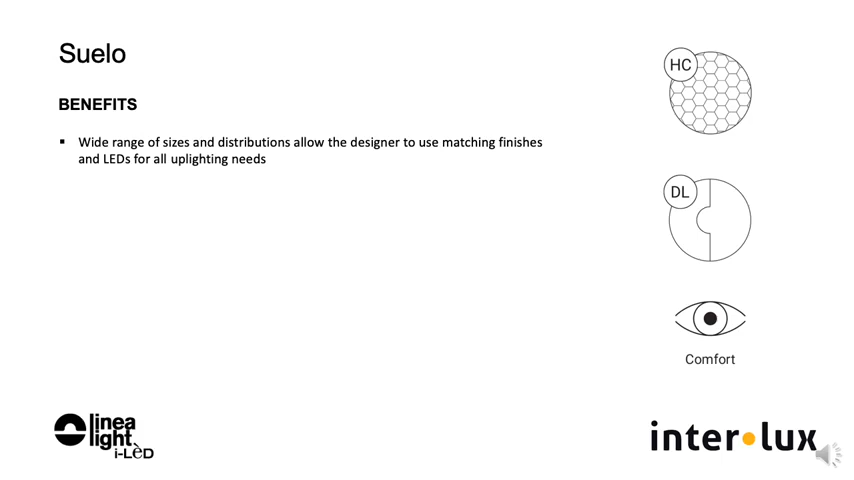 Suelo
BENEFITS
▪ Wide range of sizes and distributions allow the designer to use matching finishes
and LEDs for all uplighting needs
HC
DL
Comfort
linea
light
i-LèD
inter•lux